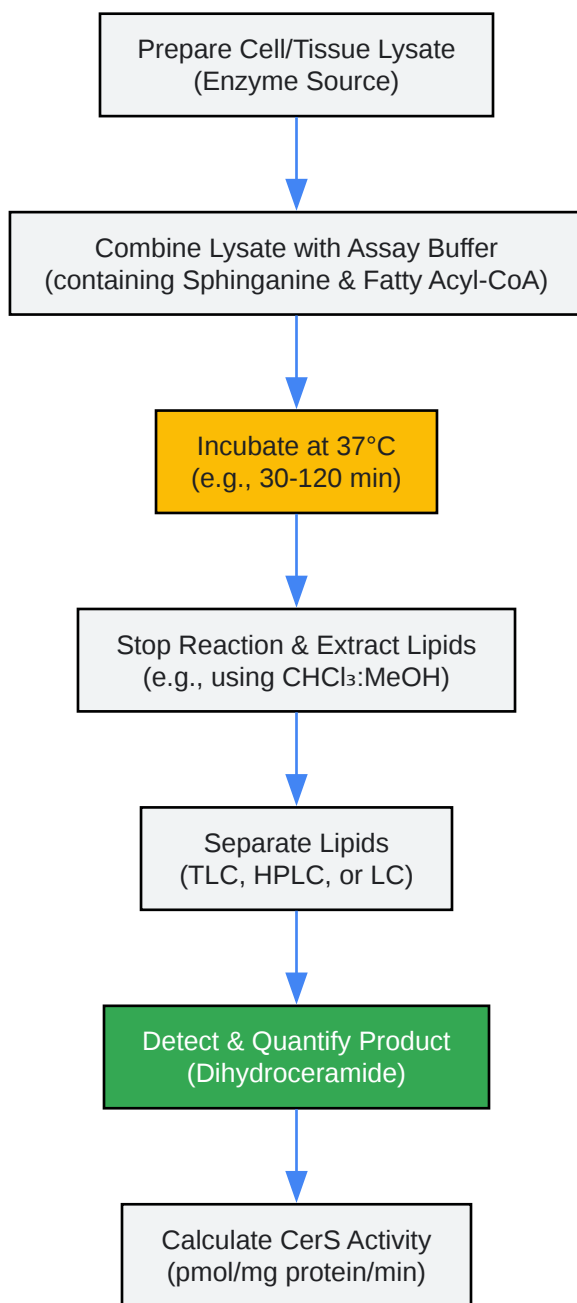 Prepare Cell/Tissue Lysate
(Enzyme Source)
Combine Lysate with Assay Buffer
(containing Sphinganine & Fatty Acyl-CoA)
Incubate at 37°C
(e.g., 30-120 min)
Stop Reaction & Extract Lipids
(e.g., using CHCl₃:MeOH)
Separate Lipids
(TLC, HPLC, or LC)
Detect & Quantify Product
(Dihydroceramide)
Calculate CerS Activity
(pmol/mg protein/min)